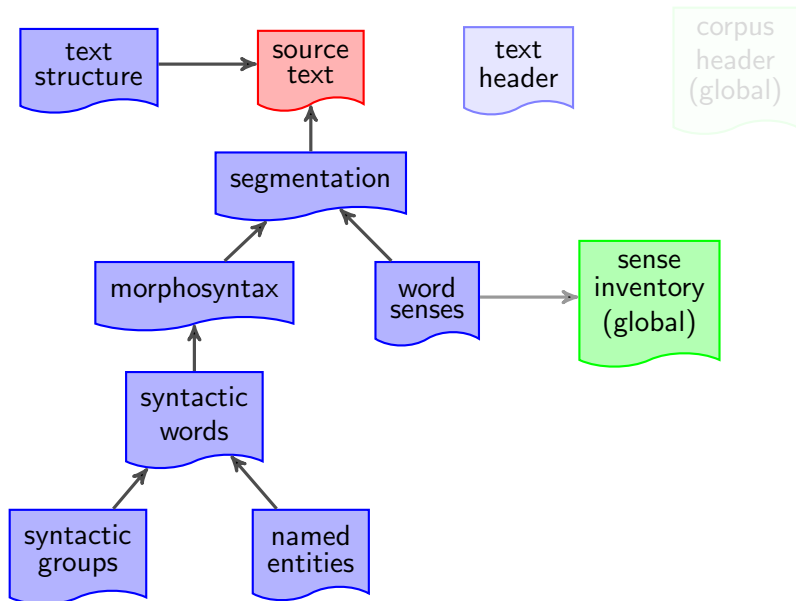 text
structure
source
text
text
header
corpus
header
(global)
segmentation
morphosyntax
word
senses
sense
inventory
(global)
syntactic
words
syntactic
groups
named
entities